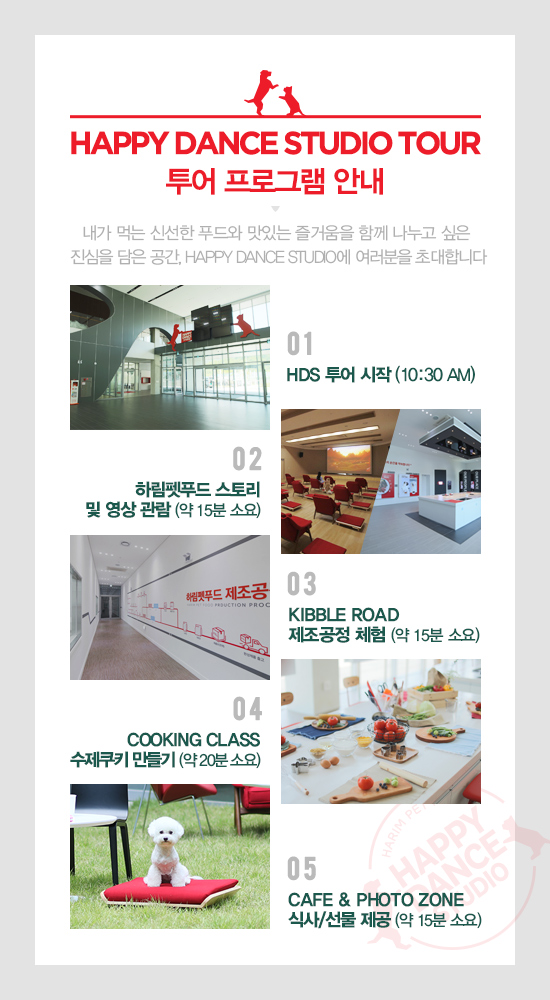 HAPPY DANCE STUDIO TOUR
투어 프로그램 안내
내가 먹는 신선한 푸드와 맛있는 즐거움을 함께 나누고 싶은
진심을 담은 공간, HAPPY DANCE STUDIO에 여러분을 초대합니다
01
HDS 투어 시작 (10:30 AM)
02
하림펫푸드 스토리
및 영상 관람 (약 15분 소요)
하림펫푸드 제조공
PRODUCTION PROC
03
KIBBLE ROAD
제조공정 체험 (약 15분 소요)
04
COOKING CLASS
수제쿠키 만들기 (약 20분 소요)
HARIM PET
HAPPY
DANCE
STUDIO
05
CAFE & PHOTO ZONE
식사/선물 제공 (약 15분 소요)